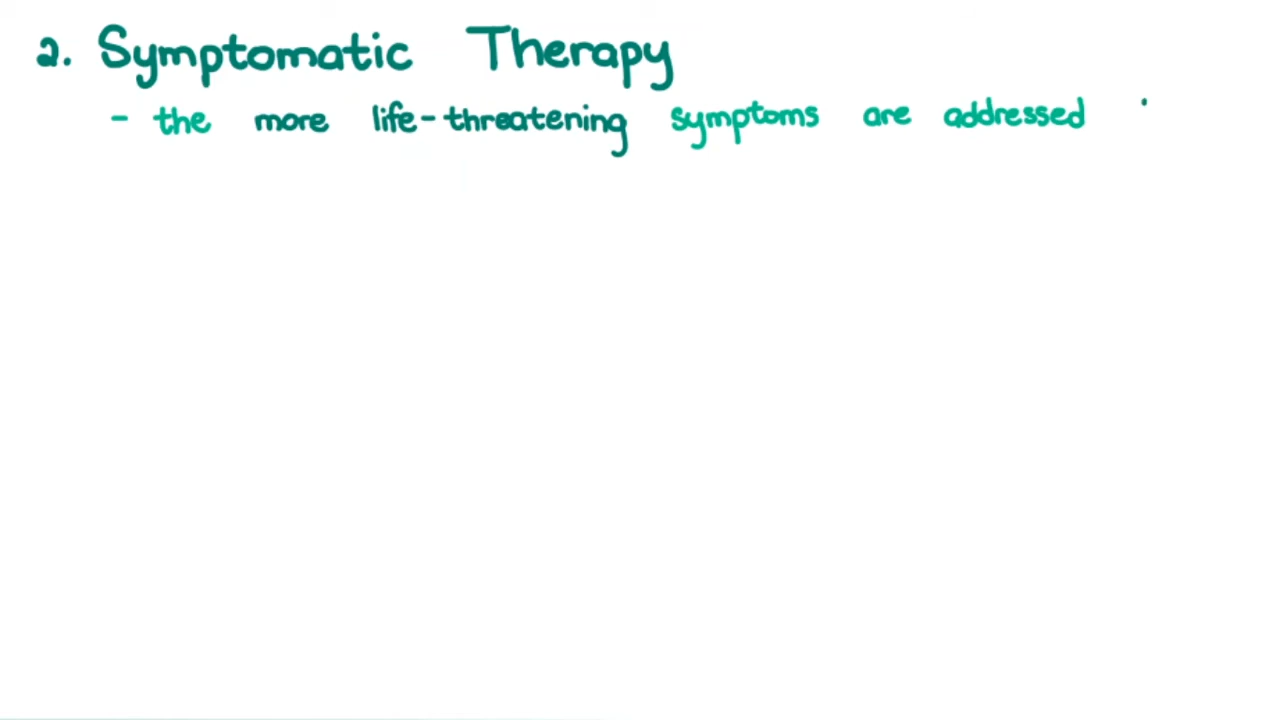 2. Symptomatic Therapy
- the more life-threatening symptoms are addressed